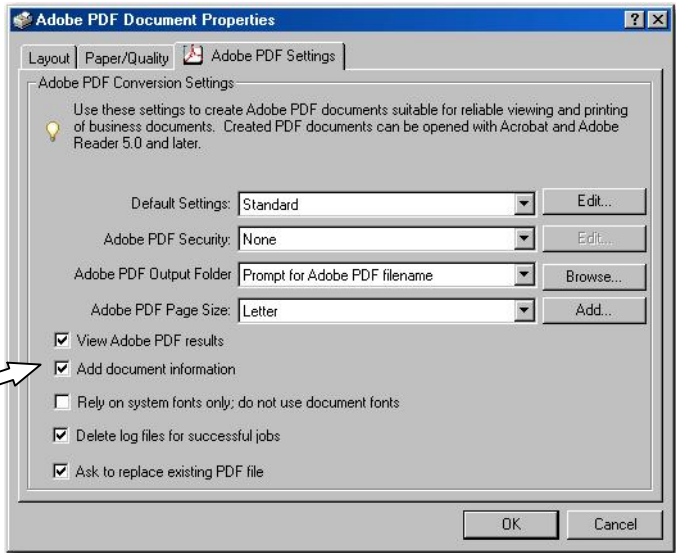 Adobe PDF Document Properties
Layout Paper/Quality Adobe PDF Settings
Adobe PDF Conversion Settings
Use these settings to create Adobe PDF documents suitable for reliable viewing and printing
of business documents. Created PDF documents can be opened with Acrobat and Adobe
Reader 5.0 and later.
Default Settings: Standard Edit...
Adobe PDF Security: None Edit...
Adobe PDF Output Folder Prompt for Adobe PDF filename Browse...
Adobe PDF Page Size: Letter Add...
View Adobe PDF results
Add document information
Rely on system fonts only; do not use document fonts
Delete log files for successful jobs
Ask to replace existing PDF file
OK Cancel